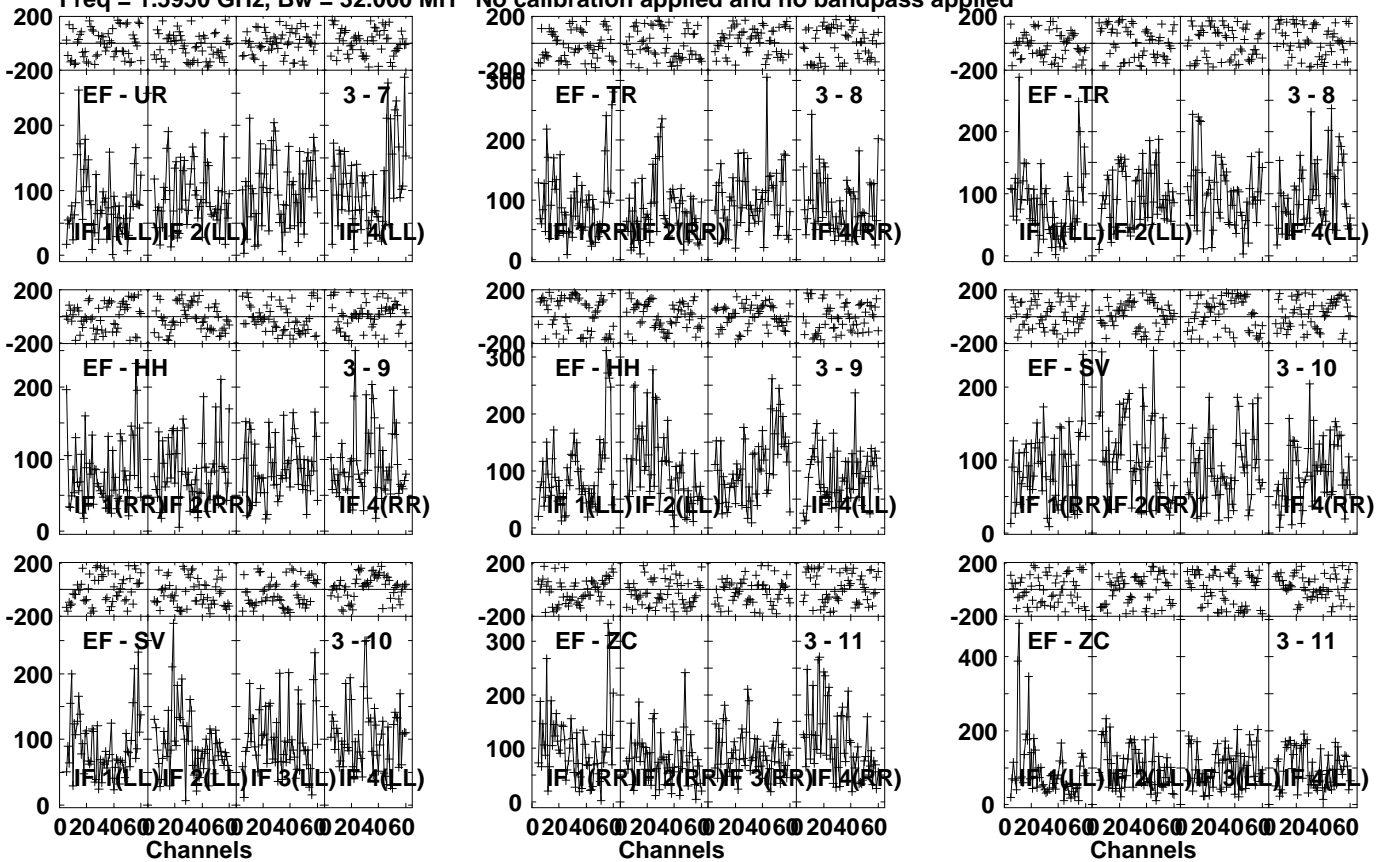 Freq = 1.5950 GHz, Bw = 32.000 MH No calibration applied and no bandpass applied
200 200 200
-200 -200 -200
EF - UR 3 - 7 300 EF - TR 3 - 8 EF - TR 3 - 8
200 200 200
100 100 100
IF 1(LL) IF 2(LL) IF 4(LL) IF 1(RR) IF 2(RR) IF 4(RR) IF 1(LL) IF 2(LL) IF 4(LL)
0 0 0
200 200 200
-200 -200 -200
EF - HH 3 - 9 300 EF - HH 3 - 9 EF - SV 3 - 10
200 200 200
100 100 100
IF 1(RR) IF 2(RR) IF 4(RR) IF 1(LL) IF 2(LL) IF 4(LL) IF 1(RR) IF 2(RR) IF 4(RR)
0 0 0
200 200 200
-200 -200 -200
EF - SV 3 - 10 300 EF - ZC 3 - 11 EF - ZC 3 - 11
200 200 400
100 100 200
IF 1(LL) IF 2(LL) IF 3(LL) IF 4(LL) IF 1(RR) IF 2(RR) IF 3(RR) IF 4(RR) IF 1(LL) IF 2(LL) IF 3(LL) IF 4(LL)
0 0 0
0 20 40 60 0 20 40 60 0 20 40 60 0 20 40 60 0 20 40 60 0 20 40 60 0 20 40 60 0 20 40 60 0 20 40 60 0 20 40 60 0 20 40 60 0 20 40 60
Channels Channels Channels